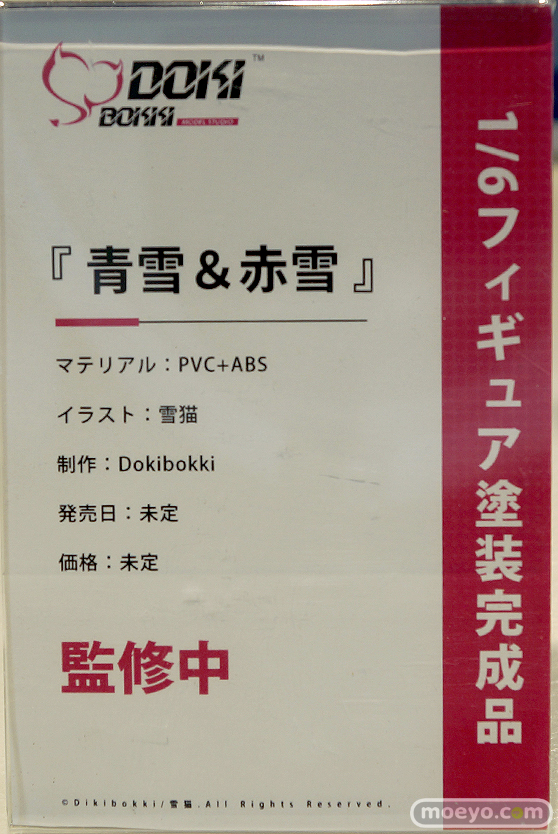 DOKI™
BOKKI MODEL STUDIO
『青雪＆赤雪』
マテリアル：PVC+ABS
イラスト：雪猫
制作：Dokibokki
発売日：未定
価格：未定
監修中
©Dikibokki/雪猫.All Rights Reserved.
1/6フィギュア塗装完成品
moeyo.com